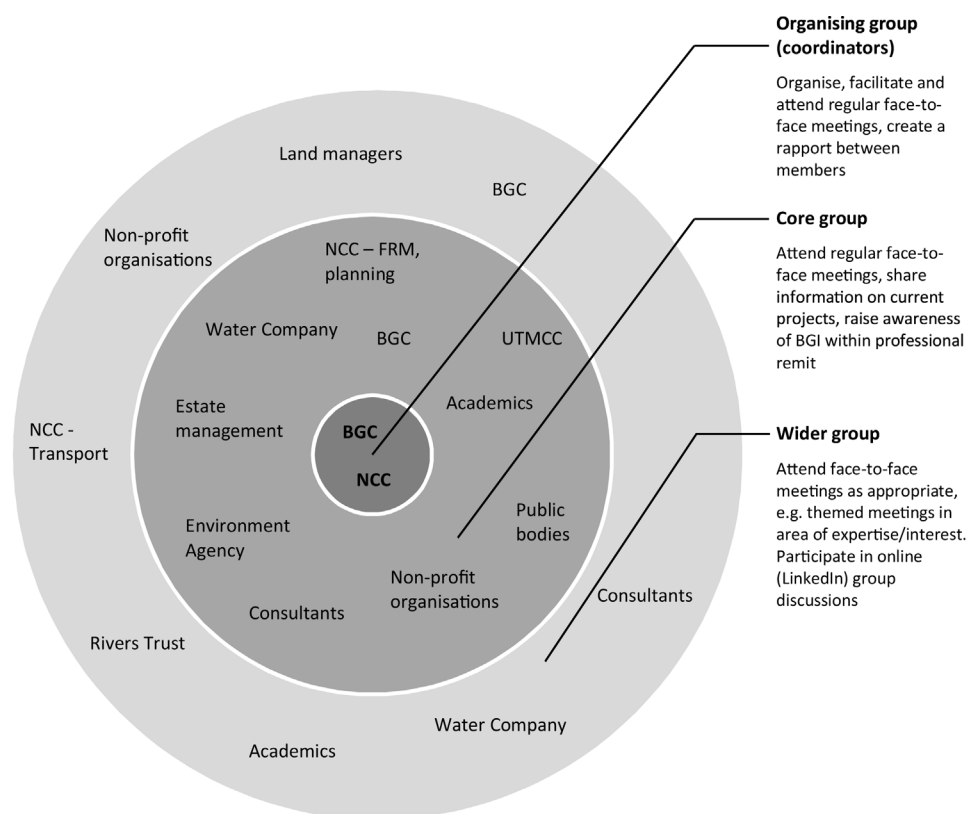 Organising group
(coordinators)
Organise, facilitate and
attend regular face-to-
face meetings, create a
rapport between
members
Core group
Attend regular face-to-
face meetings, share
information on current
projects, raise awareness
of BGI within professional
remit
Wider group
Attend face-to-face
meetings as appropriate,
e.g. themed meetings in
area of expertise/interest.
Participate in online
(LinkedIn) group
discussions
Land managers
BGC
Non-profit
organisations
NCC – FRM,
planning
Water Company
BGC
UTMCC
Estate
management
Academics
NCC -
Transport
BGC
NCC
Environment
Agency
Public
bodies
Non-profit
organisations
Consultants
Consultants
Rivers Trust
Water Company
Academics